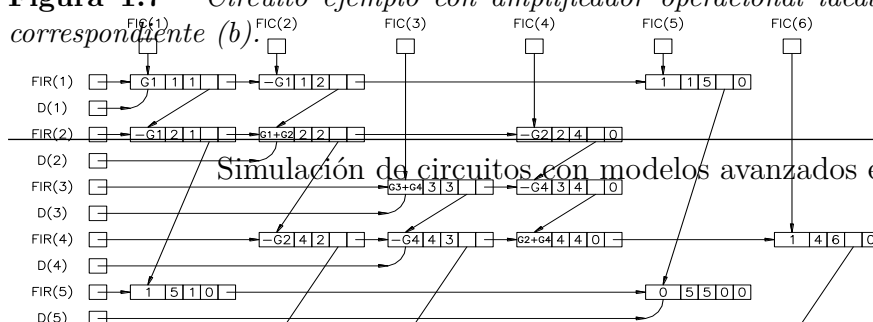 Figura 1.7 Circuito ejemplo con amplificador operacional ideal
correspondiente (b).
FIC(1) FIC(2) FIC(3) FIC(4) FIC(5) FIC(6)
FIR(1) G1 1 1 -G1 1 2 1 1 5 0
D(1)
FIR(2) -G1 2 1 G1+G2 2 2 -G2 2 4 0
D(2)
Simulación de circuitos con modelos avanzados e
FIR(3) G3+G4 3 3 -G4 3 4 0
D(3)
FIR(4) -G2 4 2 -G4 4 3 G2+G4 4 4 0 1 4 6 0
D(4)
FIR(5) 1 5 1 0 0 5 5 0 0
D(5)